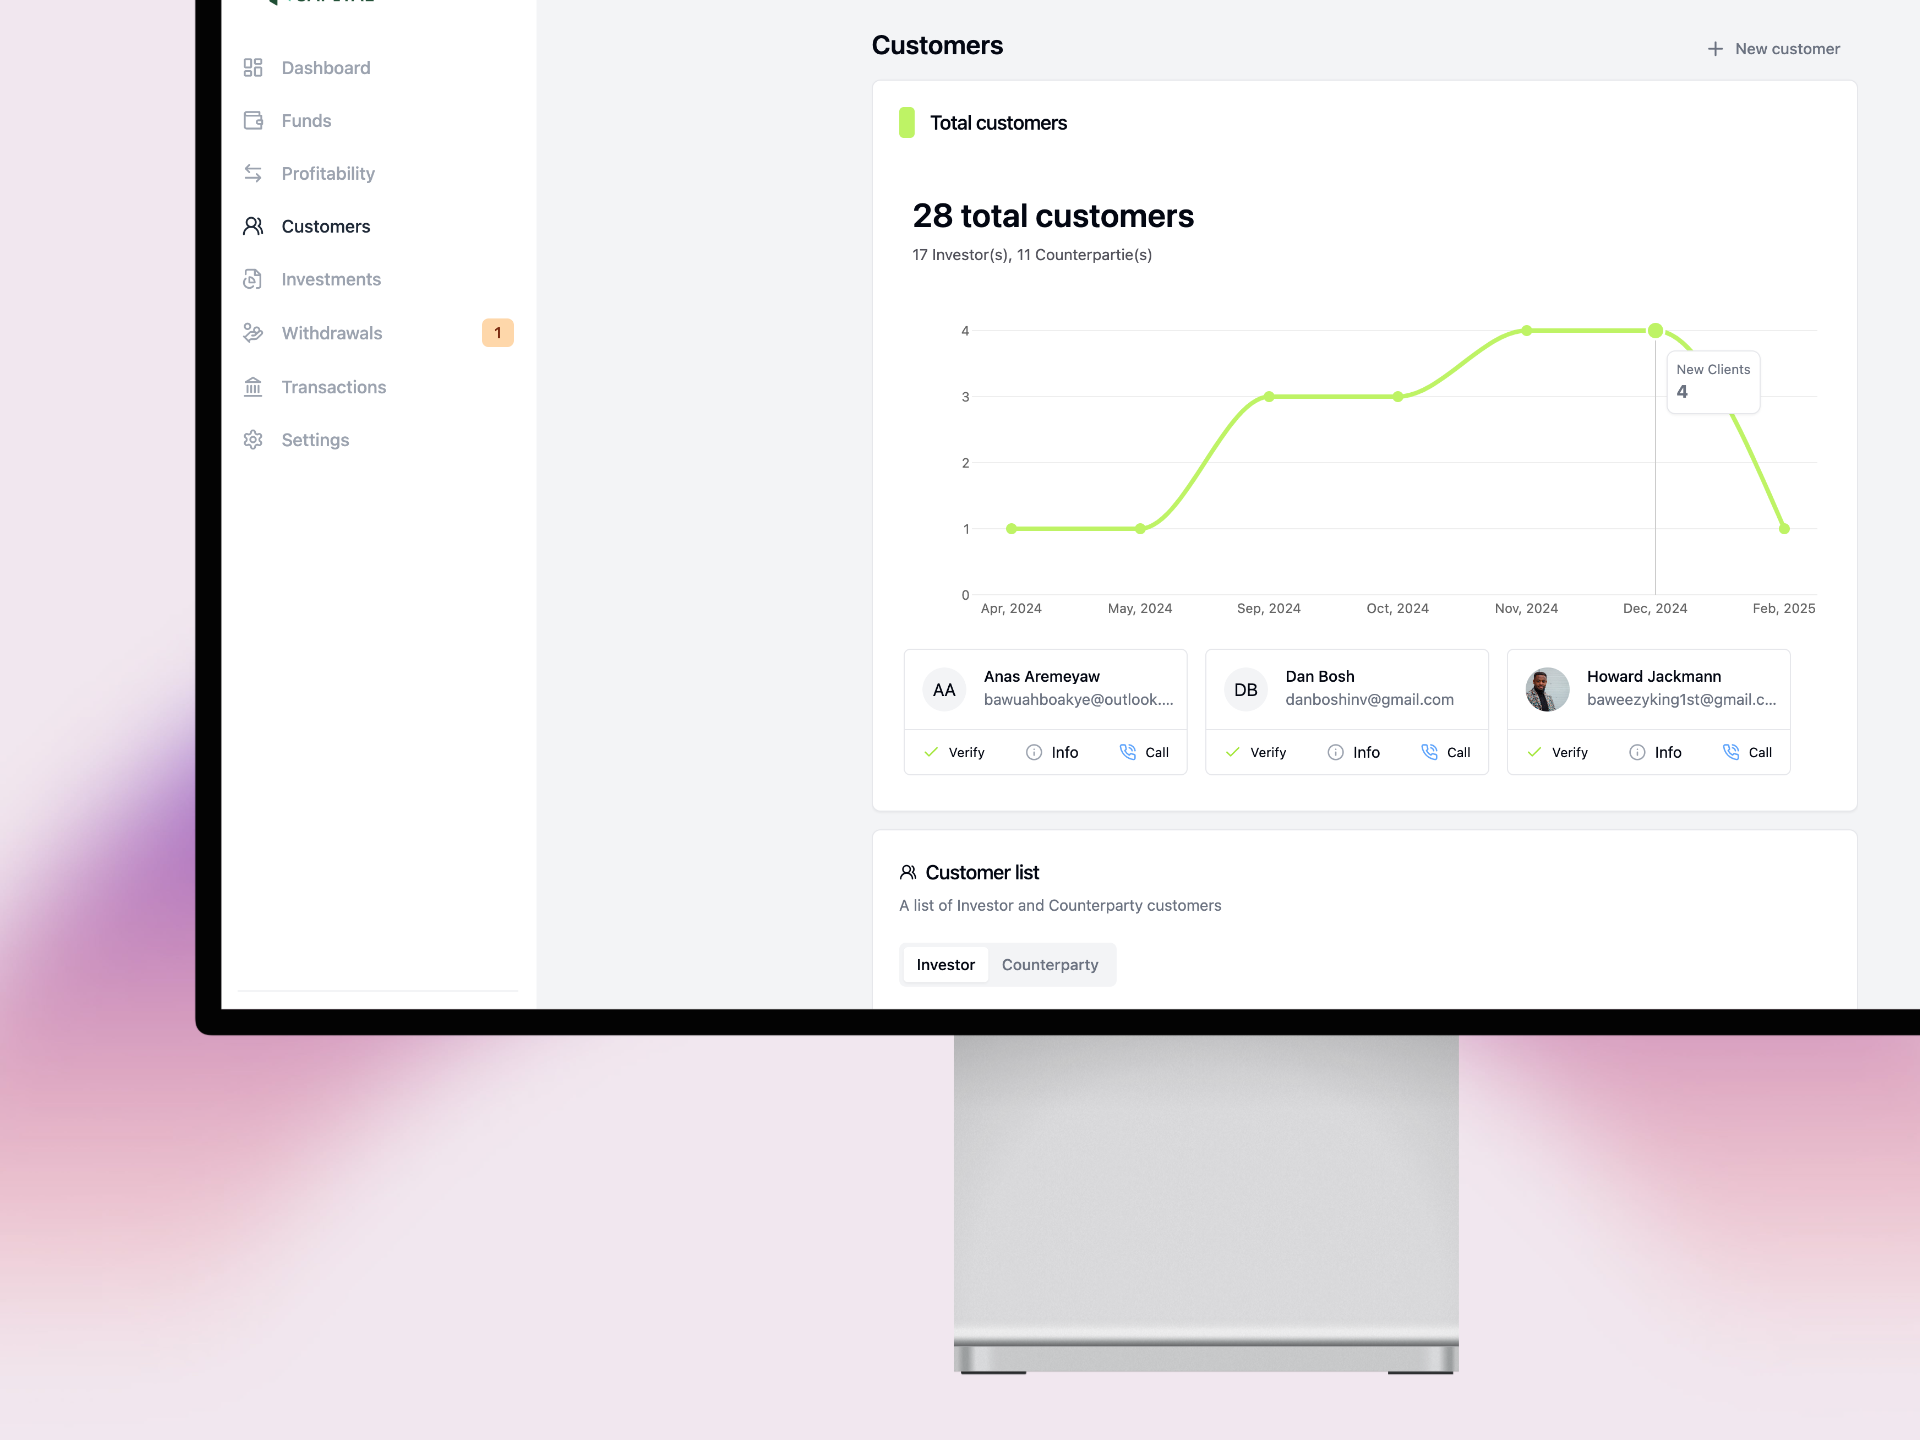 Dashboard
Funds
Profitability
Customers
Investments
Withdrawals 1
Transactions
Settings
Customers
New customer
Total customers
28 total customers
17 Investor(s), 11 Counterpartie(s)
4
3
2
1
0
New Clients
4
Apr, 2024 May, 2024 Sep, 2024 Oct, 2024 Nov, 2024 Dec, 2024 Feb, 2025
AA
Anas Aremeyaw
bawuahboakye@outlook....
Verify Info Call
DB
Dan Bosh
danboshinv@gmail.com
Verify Info Call
Howard Jackmann
baweezyking1st@gmail.c...
Verify Info Call
Customer list
A list of Investor and Counterparty customers
Investor Counterparty